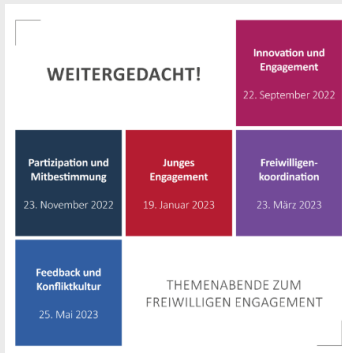 WEITERGEDACHT!
Innovation und
Engagement
22. September 2022
Partizipation und
Mitbestimmung
23. November 2022
Junges
Engagement
19. Januar 2023
Freiwilligen-
koordination
23. März 2023
Feedback und
Konfliktkultur
25. Mai 2023
THEMENABENDE ZUM
FREIWILLIGEN ENGAGEMENT